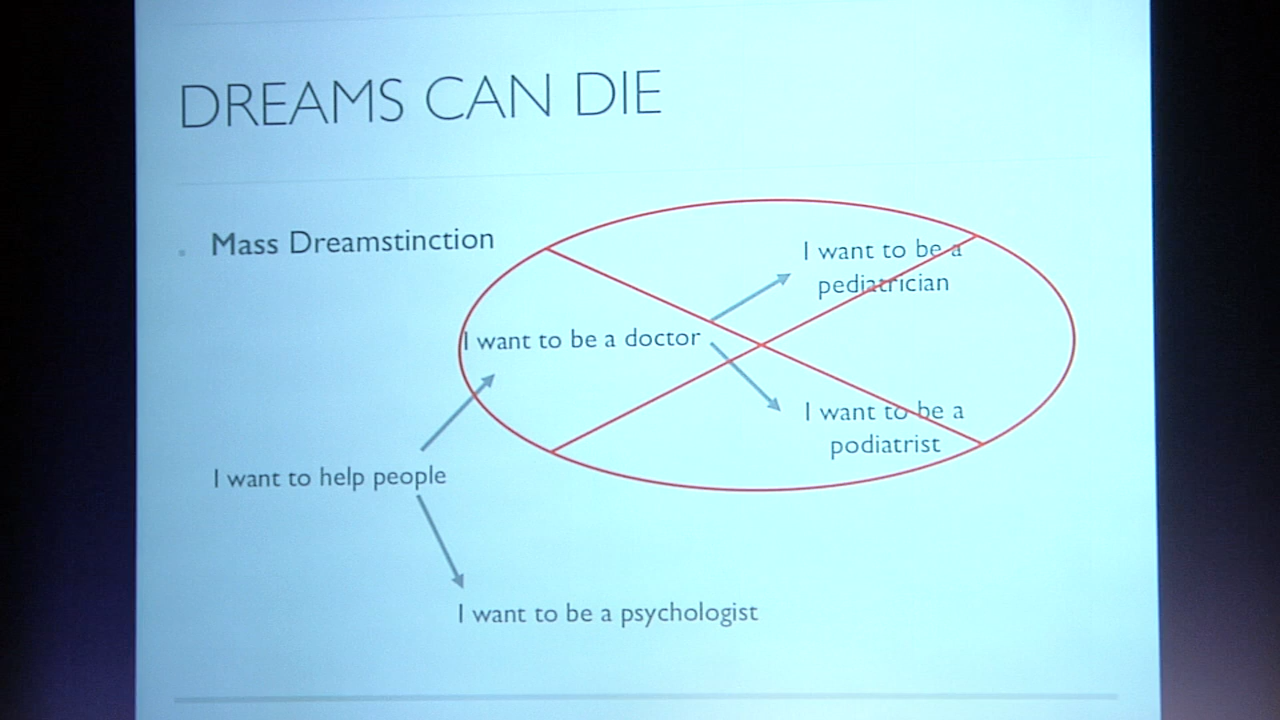 DREAMS CAN DIE
Mass Dreamstinction
I want to be a
pediatrician
I want to be a doctor
I want to be a
podiatrist
I want to help people
I want to be a psychologist